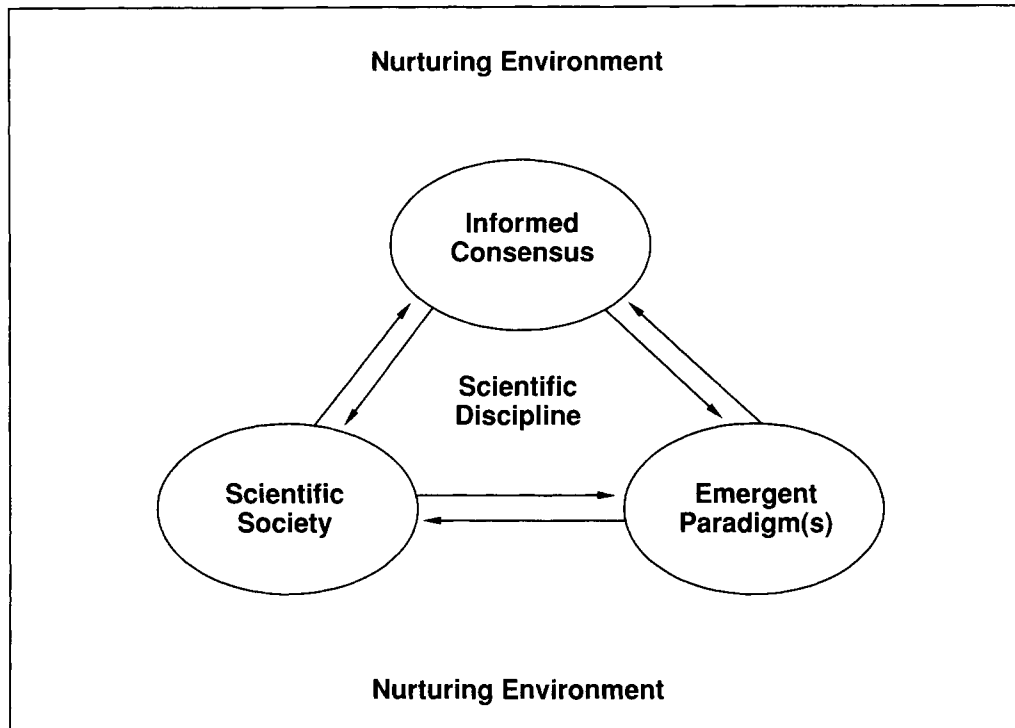 Nurturing Environment
Informed
Consensus
Scientific
Discipline
Scientific
Society
Emergent
Paradigm(s)
Nurturing Environment